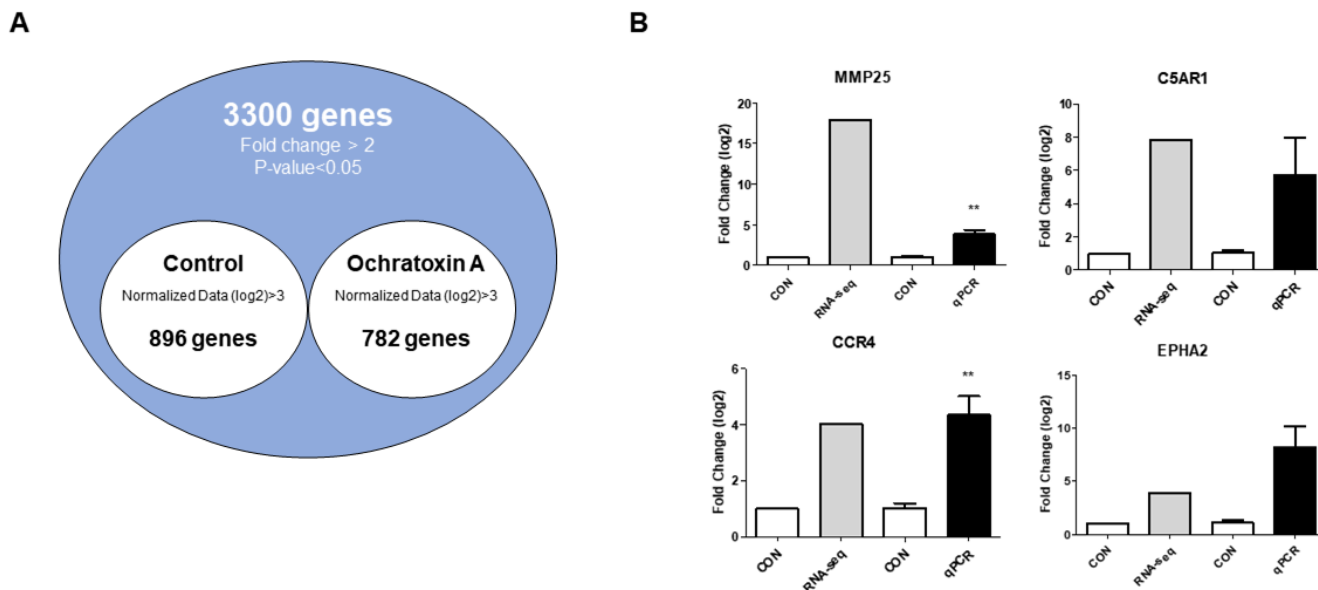 A
3300 genes
Fold change > 2
P-value<0.05
Control
Normalized Data (log2)>3
896 genes
Ochratoxin A
Normalized Data (log2)>3
782 genes
B
MMP25
Fold Change (log2)
20
15
10
5
0
**
CON
RNA-seq
CON
qPCR
C5AR1
Fold Change (log2)
10
8
6
4
2
0
CON
RNA-seq
CON
qPCR
CCR4
Fold Change (log2)
6
4
2
0
**
CON
RNA-seq
CON
qPCR
EPHA2
Fold Change (log2)
15
10
5
0
CON
RNA-seq
CON
qPCR